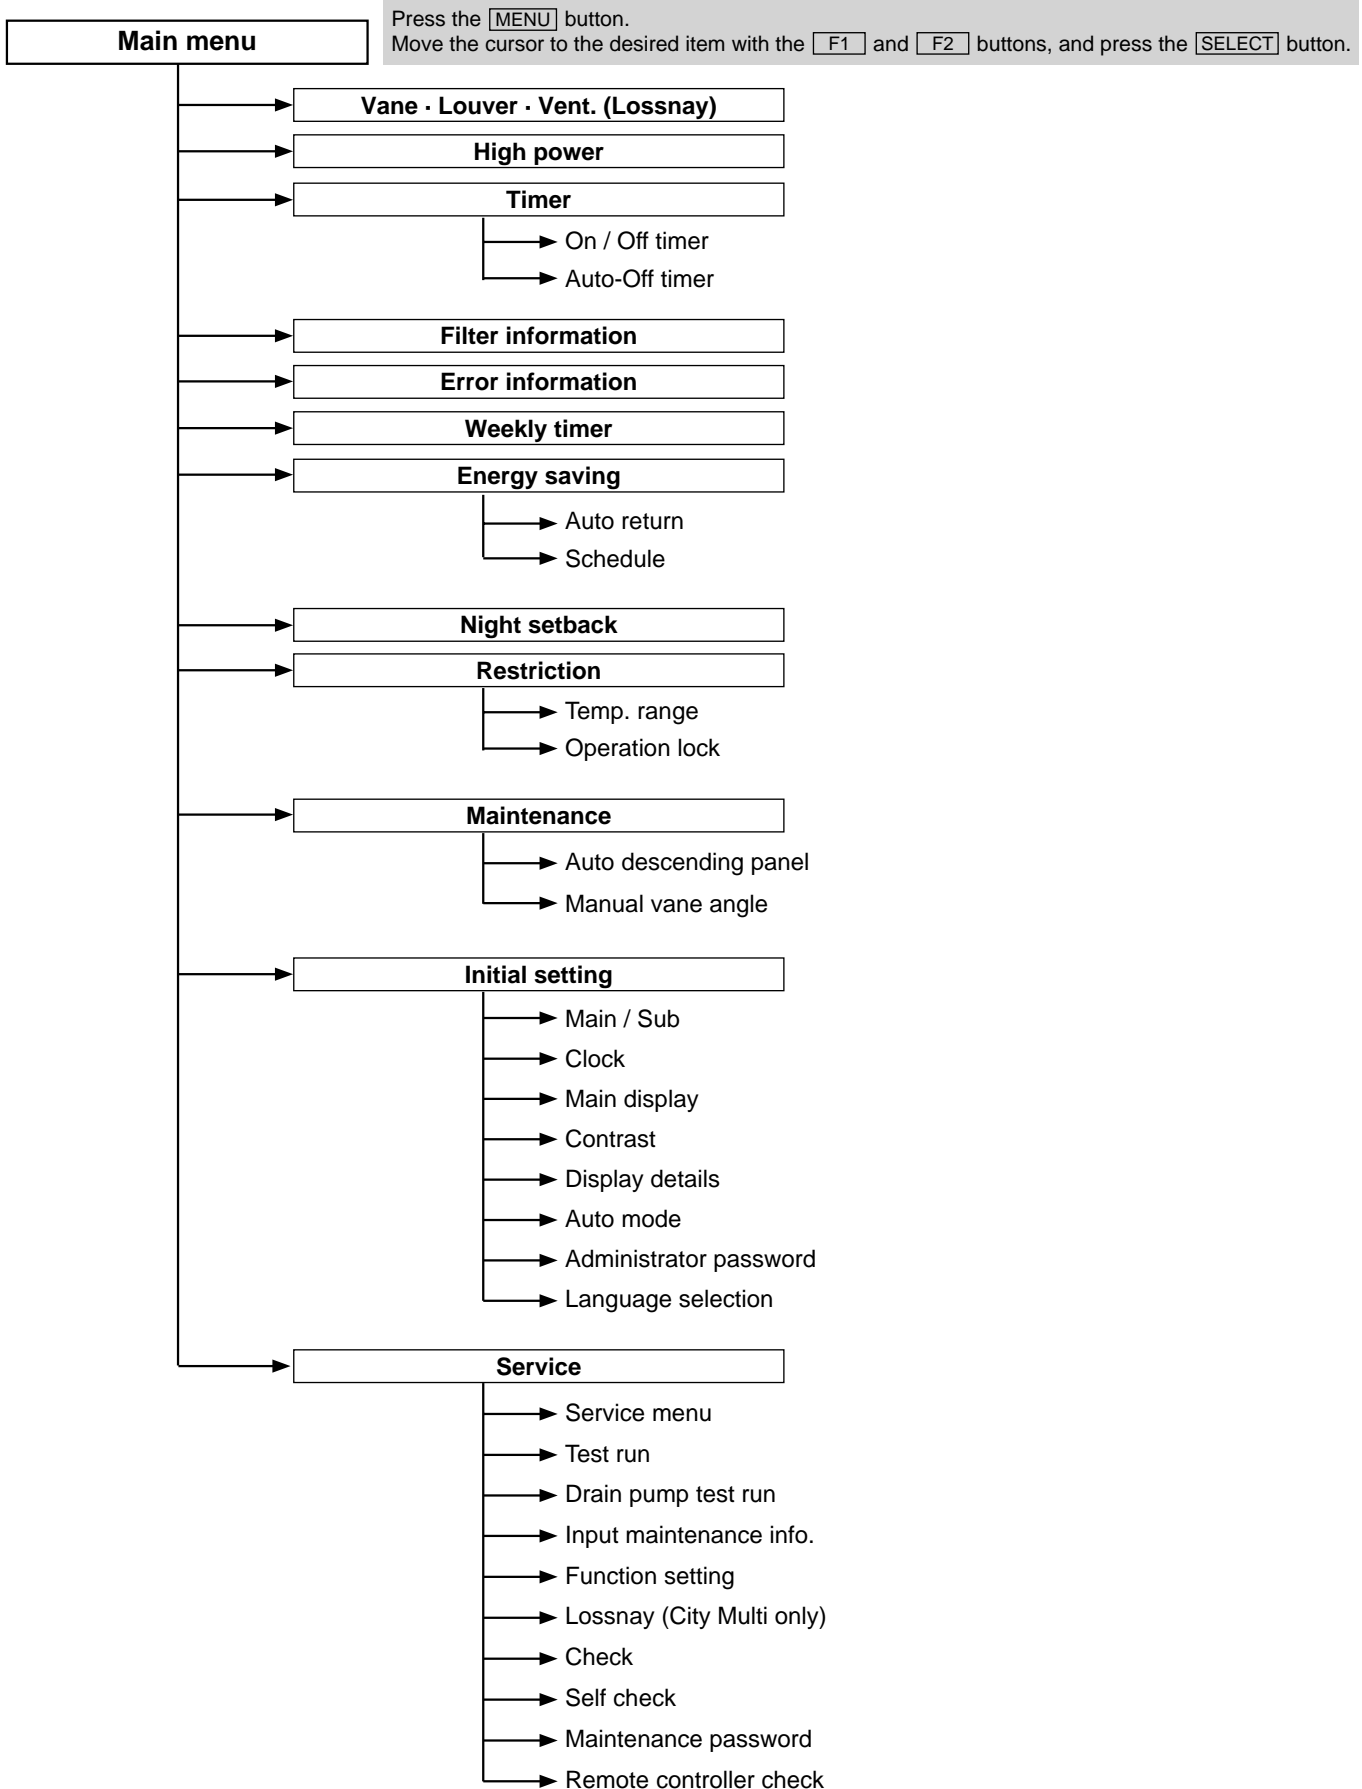 Main menu
Press the MENU button.
Move the cursor to the desired item with the F1 and F2 buttons, and press the SELECT button.
Vane · Louver · Vent. (Lossnay)
High power
Timer
On / Off timer
Auto-Off timer
Filter information
Error information
Weekly timer
Energy saving
Auto return
Schedule
Night setback
Restriction
Temp. range
Operation lock
Maintenance
Auto descending panel
Manual vane angle
Initial setting
Main / Sub
Clock
Main display
Contrast
Display details
Auto mode
Administrator password
Language selection
Service
Service menu
Test run
Drain pump test run
Input maintenance info.
Function setting
Lossnay (City Multi only)
Check
Self check
Maintenance password
Remote controller check